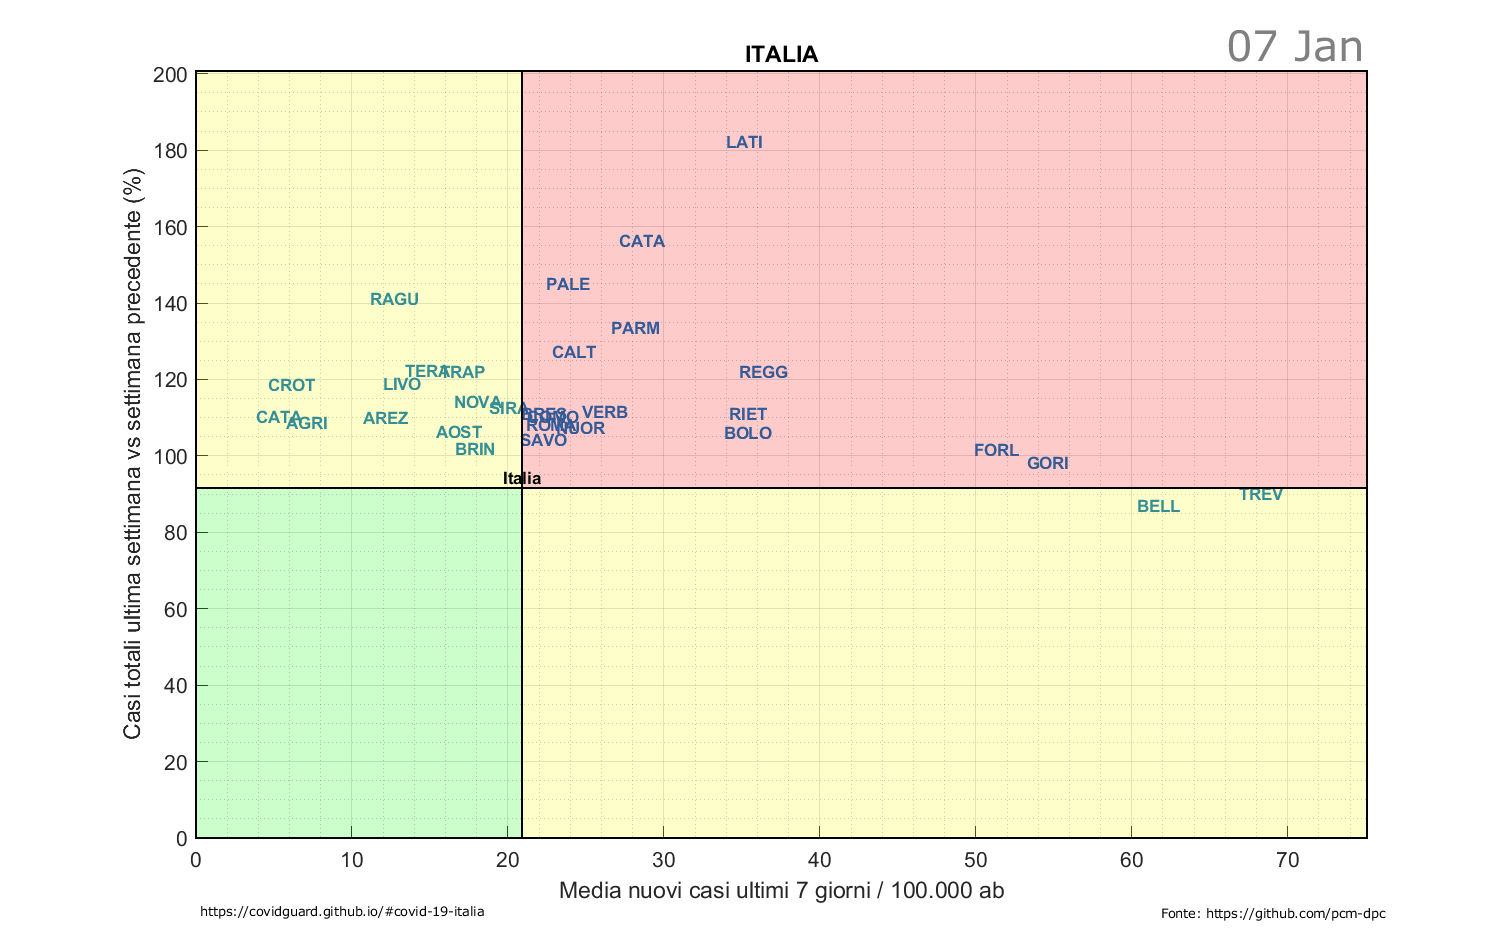 07 Jan
ITALIA
200
180
160
140
120
100
80
60
40
20
0
Casi totali ultima settimana vs settimana precedente (%)
LATI
CATA
PALE
RAGU
PARM
CALT
TERA
TRAP
REGG
CROT
LIVO
NOVA
SIRA
BRES
VERB
RIET
CATA
AGRI
AREZ
ROMA
NUOR
AOST
SAVO
BOLO
BRIN
FORL
GORI
Italia
TREV
BELL
0 10 20 30 40 50 60 70
Media nuovi casi ultimi 7 giorni / 100.000 ab
https://covidguard.github.io/#covid-19-italia
Fonte: https://github.com/pcm-dpc